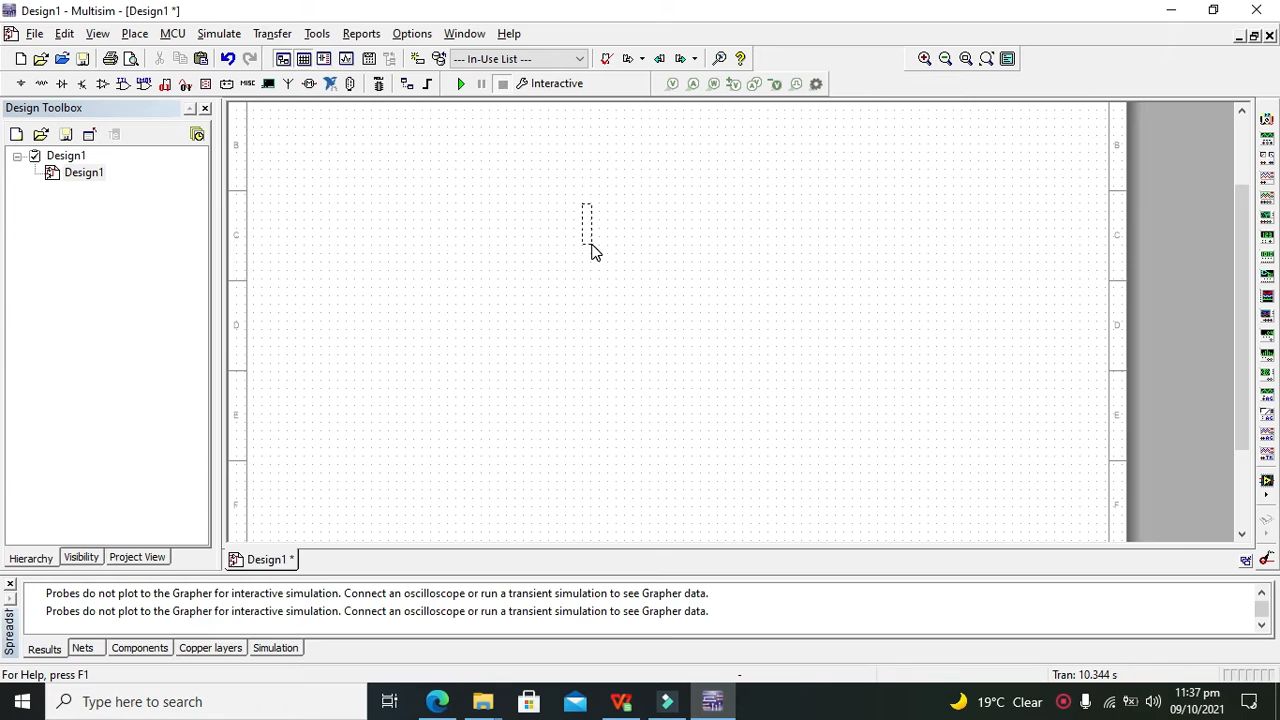 Design1 - Multisim - [Design1 *]
File Edit View Place MCU Simulate Transfer Tools Reports Options Window Help
--- In-Use List ---
MISC
Interactive
Design Toolbox
Design1
Design1
B B
C C
D D
E E
F F
Hierarchy Visibility Project View
Design1 *
Spreadsh
Probes do not plot to the Grapher for interactive simulation. Connect an oscilloscope or run a transient simulation to see Grapher data.
Probes do not plot to the Grapher for interactive simulation. Connect an oscilloscope or run a transient simulation to see Grapher data.
Results Nets Components Copper layers Simulation
For Help, press F1
- Tran: 10.344 s
Type here to search
19°C Clear
11:37 pm
09/10/2021